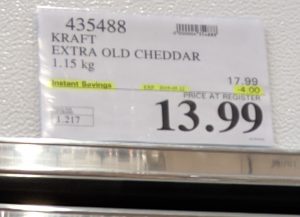 435488
KRAFT
EXTRA OLD CHEDDAR
1.15 kg
17.99
Instant Savings -4.00
PRICE AT REGISTER
13.99
1.217